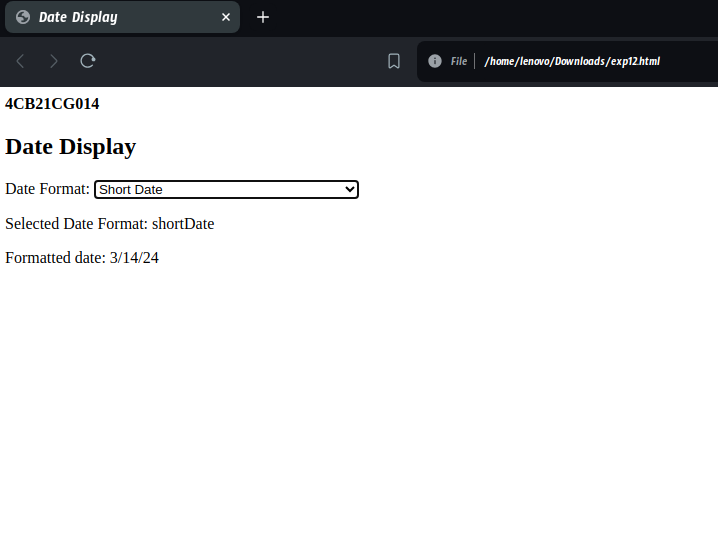 Date Display
File /home/lenovo/Downloads/exp12.html
4CB21CG014
Date Display
Date Format: Short Date
Selected Date Format: shortDate
Formatted date: 3/14/24